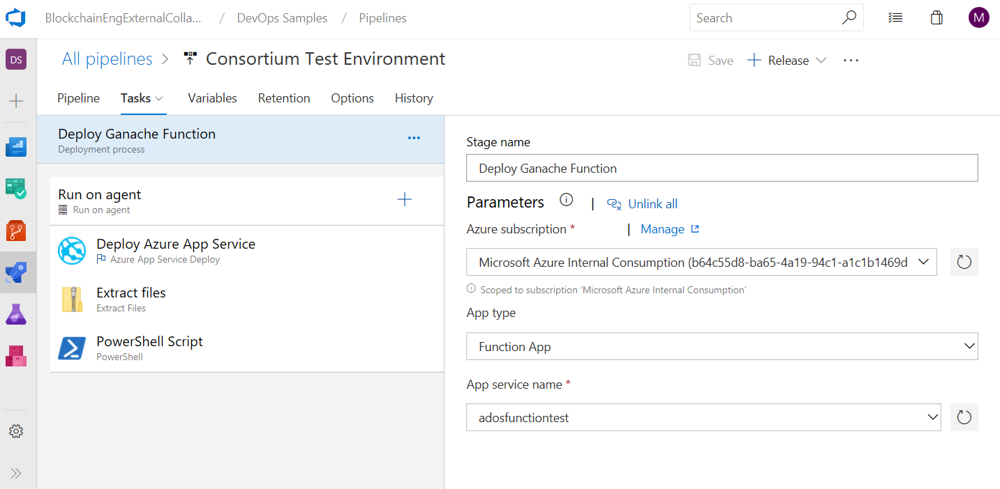 BlockchainEngExternalColla... / DevOps Samples / Pipelines
Search
M
DS
All pipelines > Consortium Test Environment
Save
Release
Pipeline Tasks Variables Retention Options History
Deploy Ganache Function
Deployment process
Run on agent
Run on agent
Deploy Azure App Service
Azure App Service Deploy
Extract files
Extract Files
PowerShell Script
PowerShell
Stage name
Deploy Ganache Function
Parameters | Unlink all
Azure subscription * | Manage
Microsoft Azure Internal Consumption (b64c55d8-ba65-4a19-94c1-a1c1b1469d
Scoped to subscription 'Microsoft Azure Internal Consumption'
App type
Function App
App service name *
adosfunctiontest